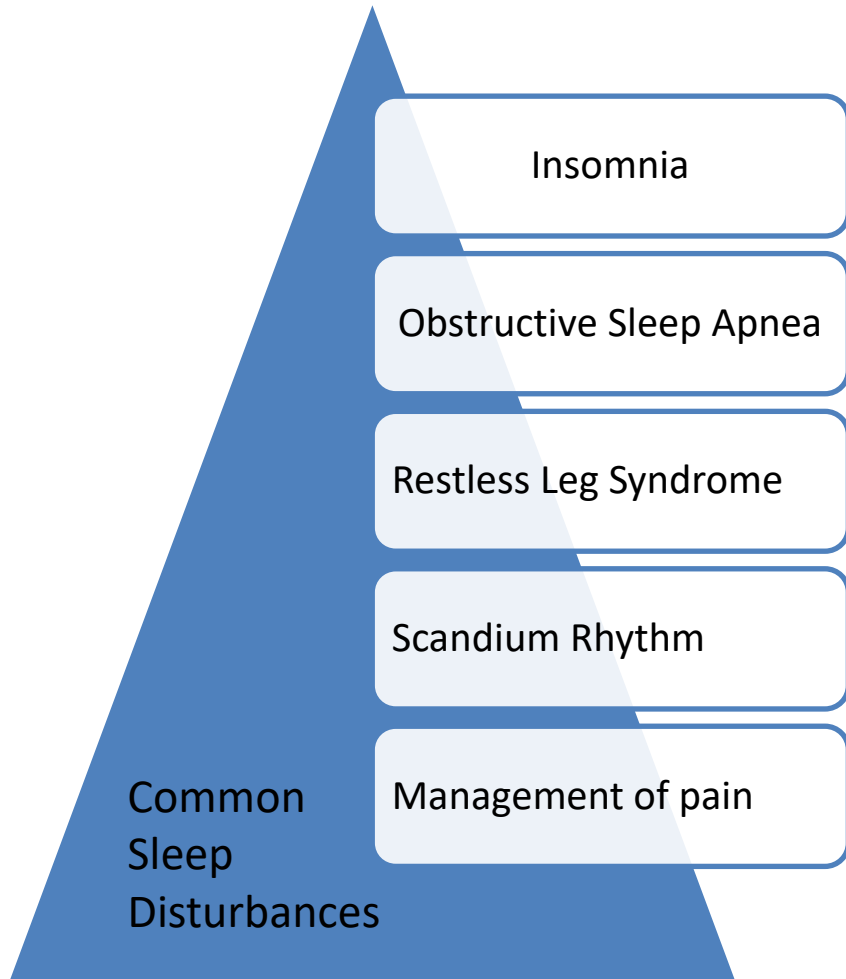 Insomnia
Obstructive Sleep Apnea
Restless Leg Syndrome
Scandium Rhythm
Management of pain
Common
Sleep
Disturbances